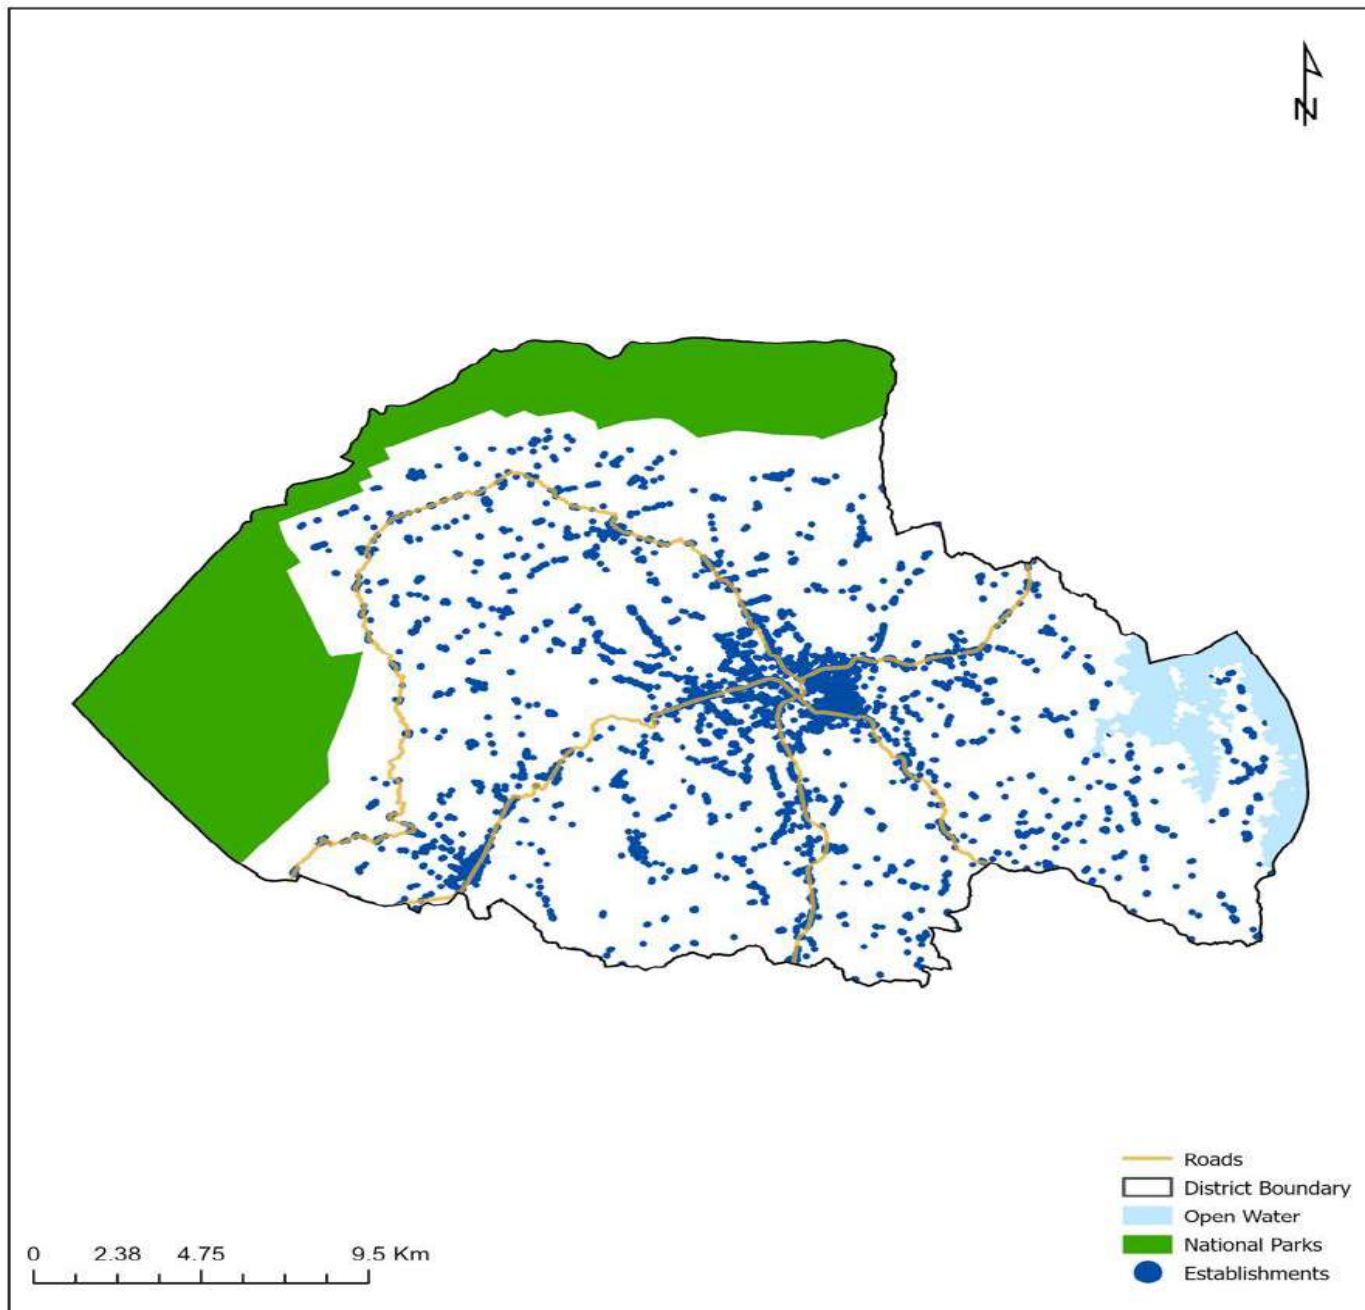 N
Roads
District Boundary
Open Water
National Parks
Establishments
0 2.38 4.75 9.5 Km